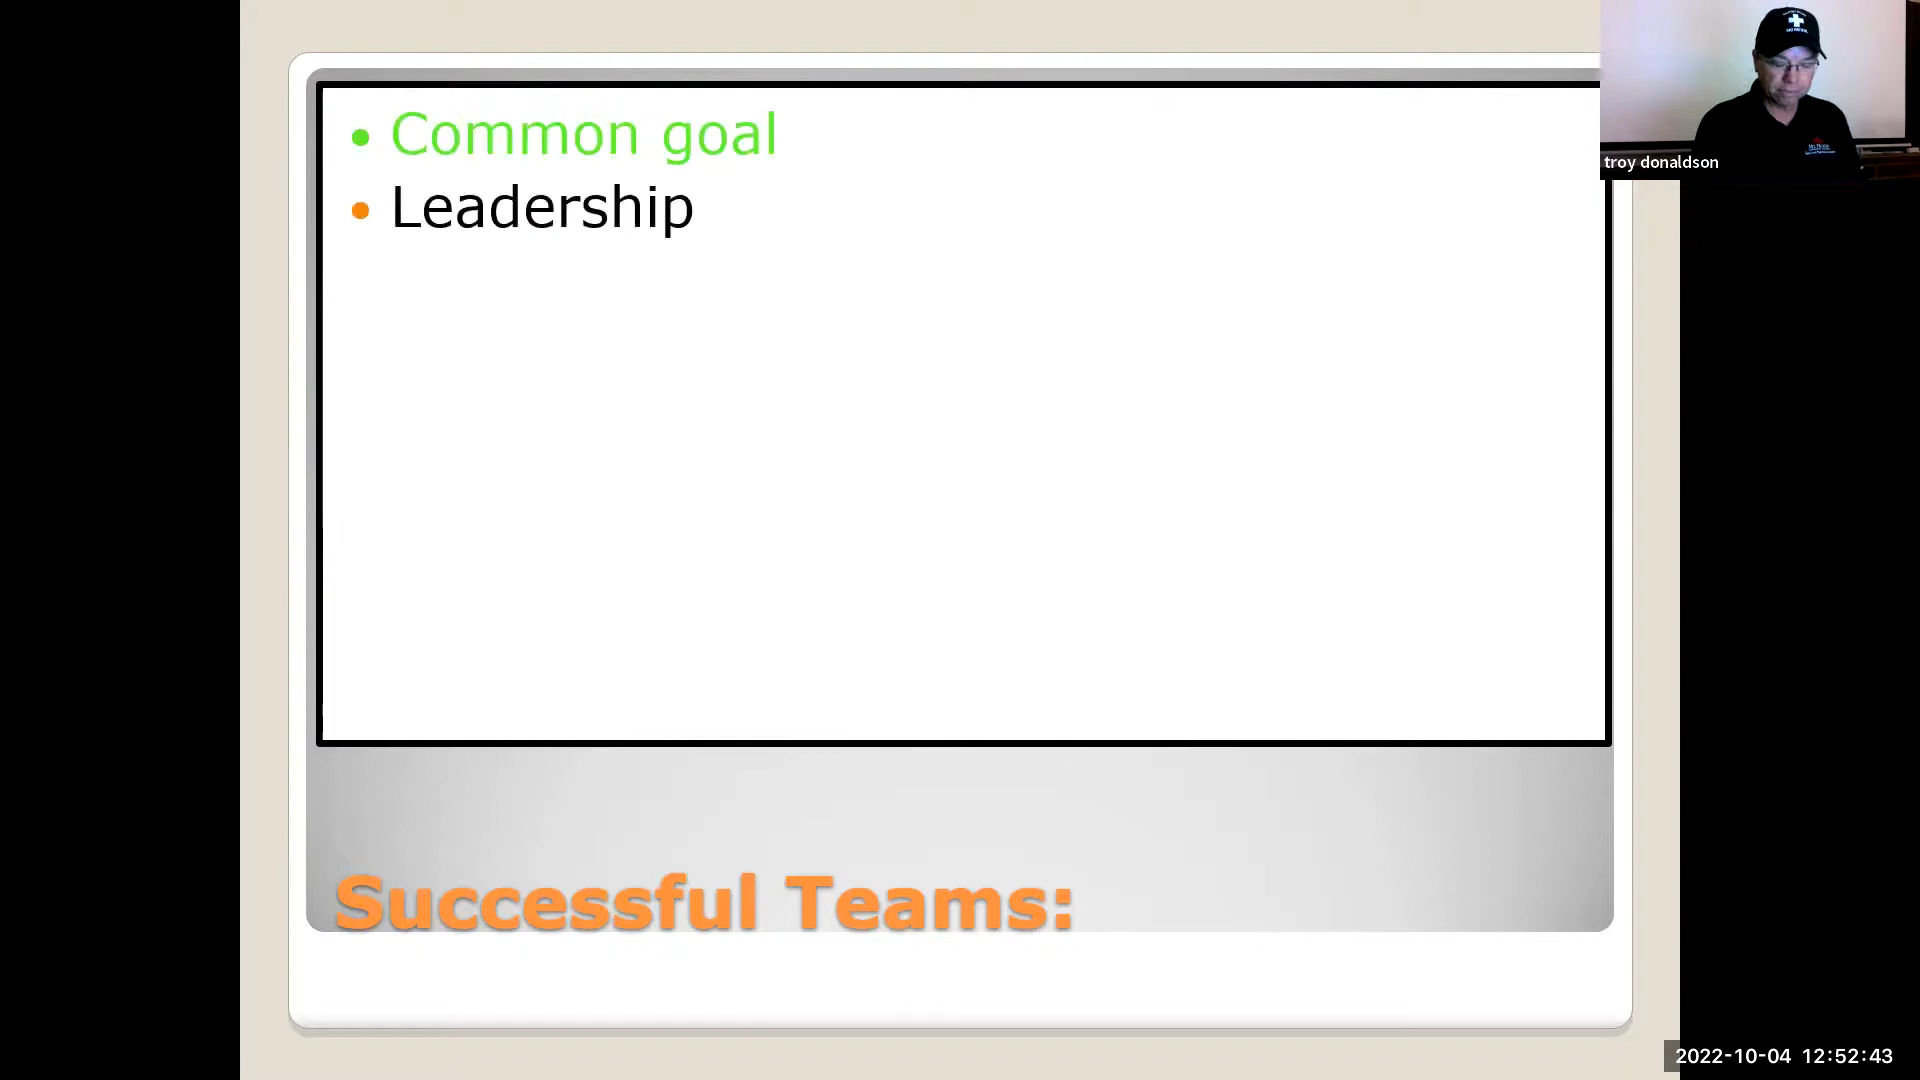 • Common goal
• Leadership
Successful Teams:
troy donaldson
2022-10-04 12:52:43